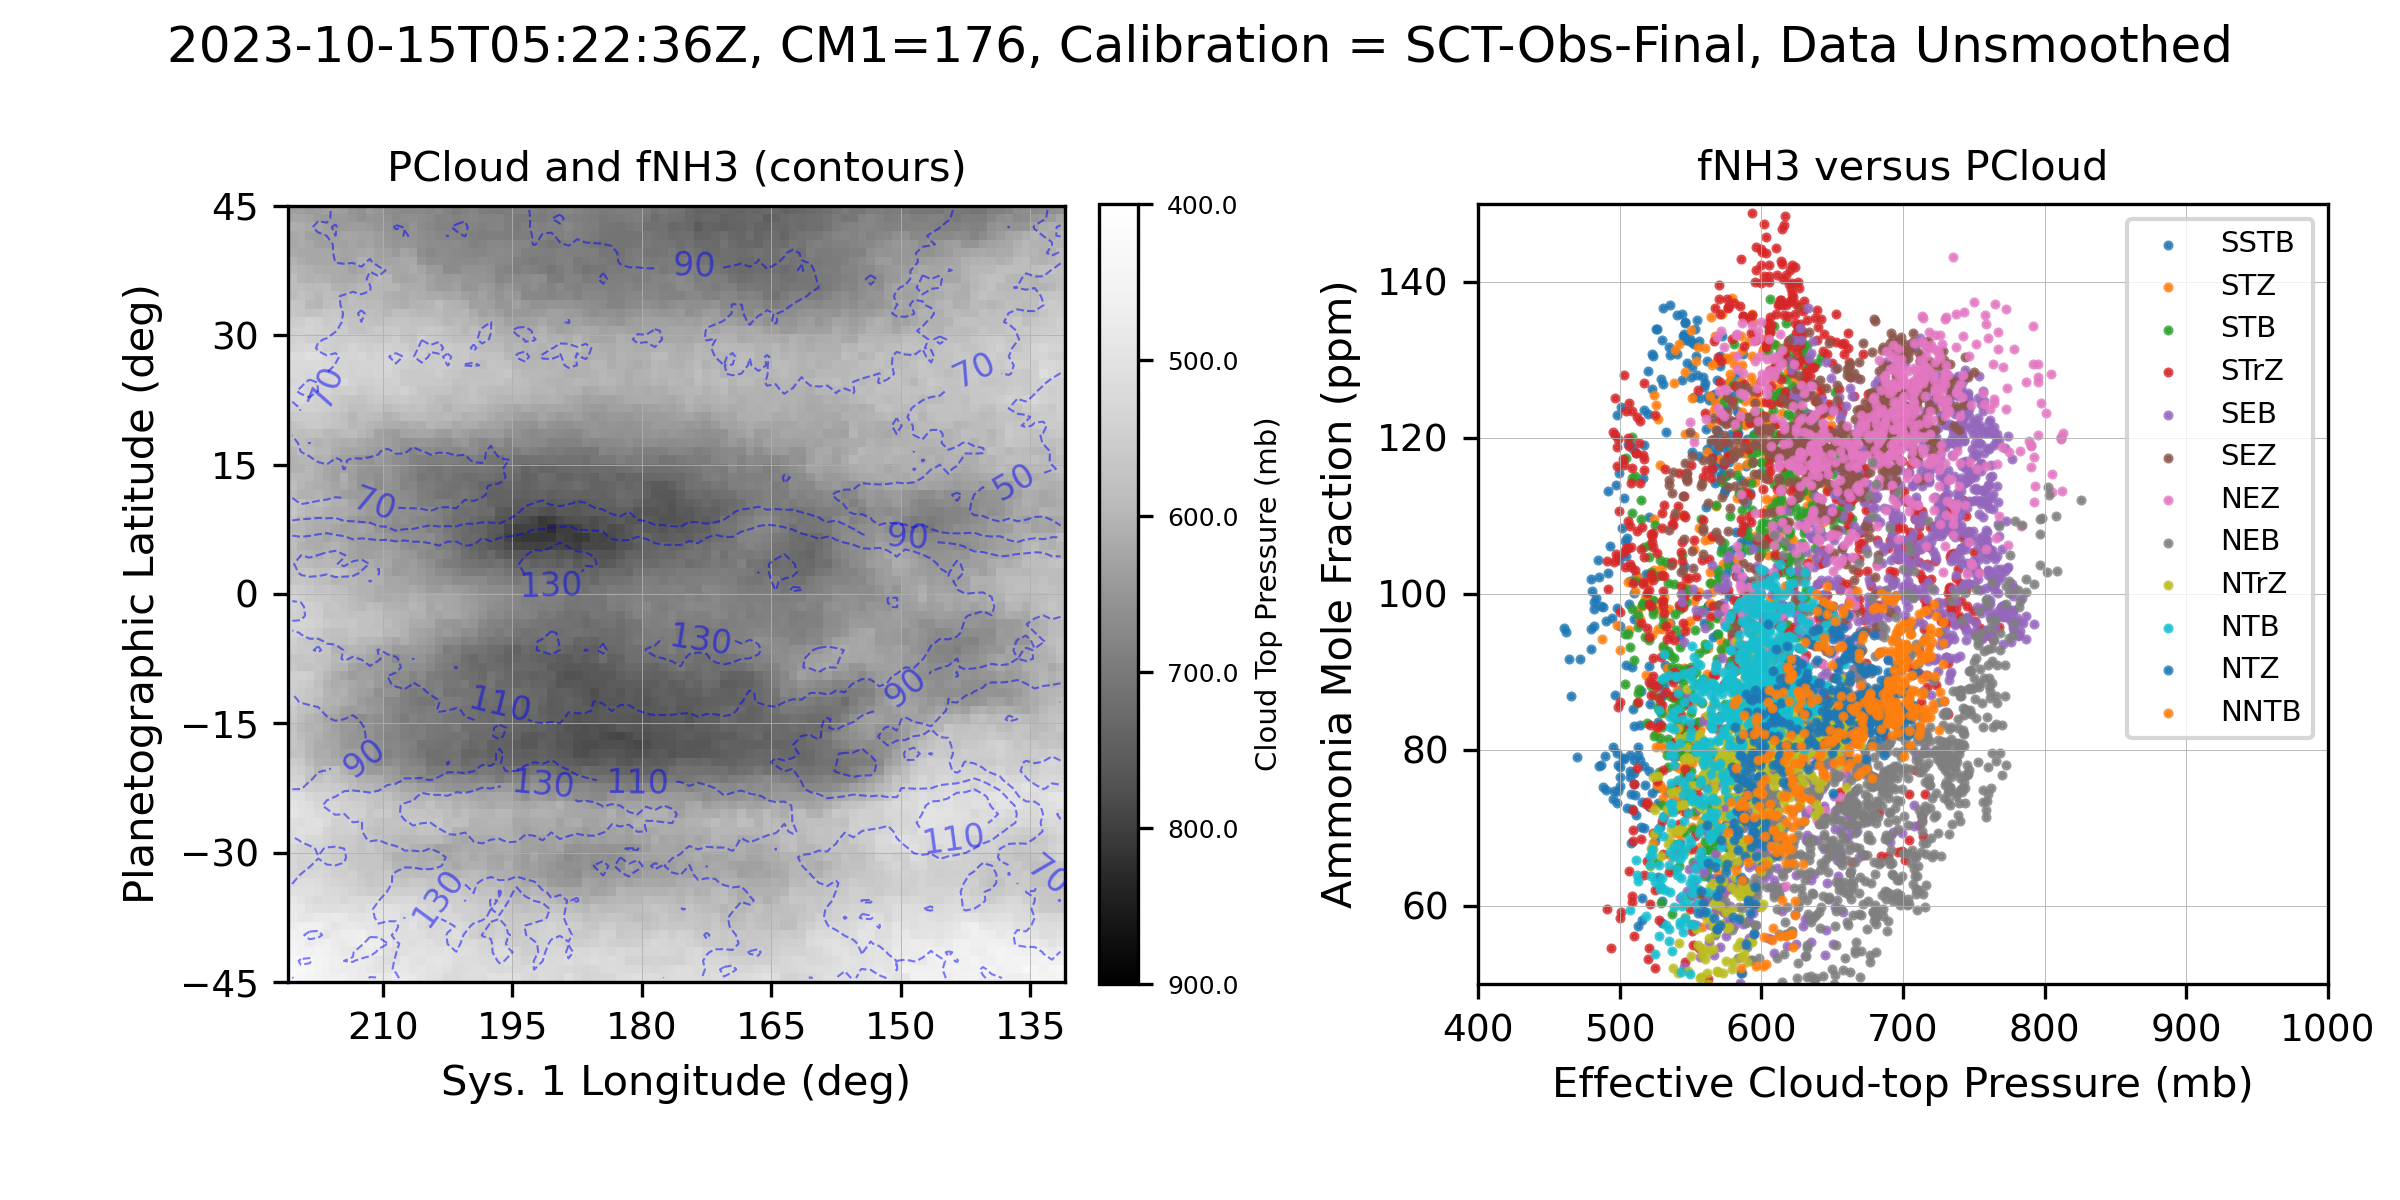 2023-10-15T05:22:36Z, CM1=176, Calibration = SCT-Obs-Final, Data Unsmoothed
PCloud and fNH3 (contours)
Planetographic Latitude (deg)
45
30
15
0
−15
−30
−45
210 195 180 165 150 135
Sys. 1 Longitude (deg)
90
70
70
70
50
90
130
130
110
90
90
130 110
110
130
70
400.0
500.0
600.0
700.0
800.0
900.0
Cloud Top Pressure (mb)
fNH3 versus PCloud
Ammonia Mole Fraction (ppm)
140
120
100
80
60
400 500 600 700 800 900 1000
Effective Cloud-top Pressure (mb)
SSTB
STZ
STB
STrZ
SEB
SEZ
NEZ
NEB
NTrZ
NTB
NTZ
NNTB